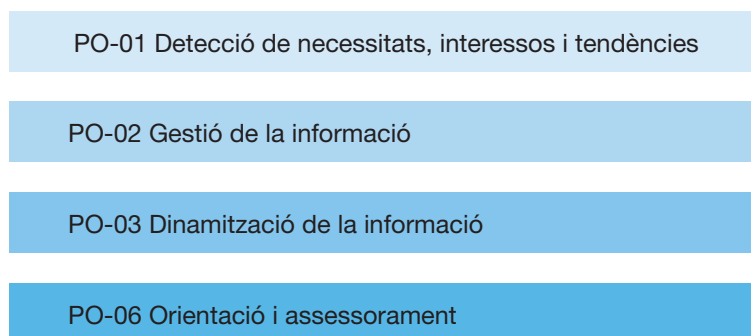 PO-01 Detecció de necessitats, interessos i tendències
PO-02 Gestió de la informació
PO-03 Dinamització de la informació
PO-06 Orientació i assessorament